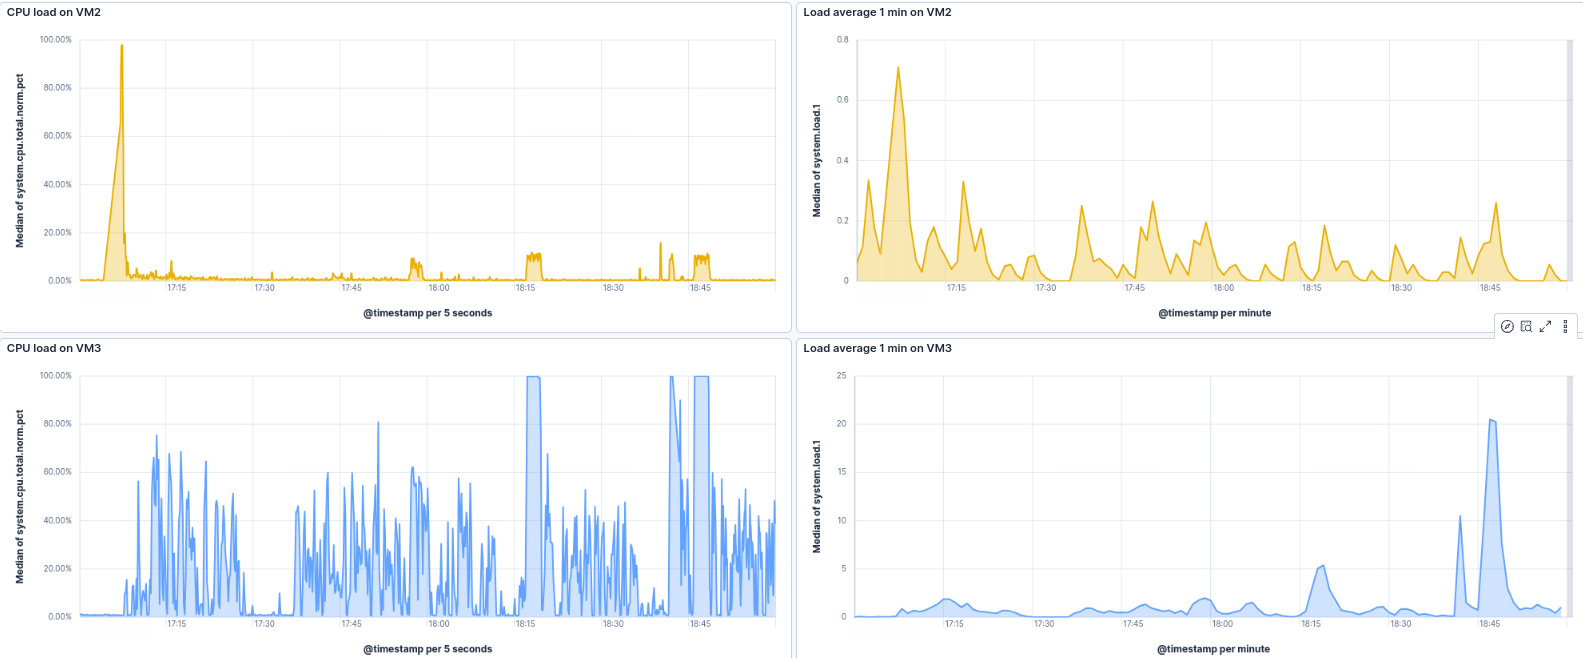 CPU load on VM2
Median of system.cpu.total.norm.pct
100.00%
80.00%
60.00%
40.00%
20.00%
0.00%
17:15 17:30 17:45 18:00 18:15 18:30 18:45
@timestamp per 5 seconds
Load average 1 min on VM2
Median of system.load.1
0.8
0.6
0.4
0.2
0
17:15 17:30 17:45 18:00 18:15 18:30 18:45
@timestamp per minute
CPU load on VM3
Median of system.cpu.total.norm.pct
100.00%
80.00%
60.00%
40.00%
20.00%
0.00%
17:15 17:30 17:45 18:00 18:15 18:30 18:45
@timestamp per 5 seconds
Load average 1 min on VM3
Median of system.load.1
25
20
15
10
5
0
17:15 17:30 17:45 18:00 18:15 18:30 18:45
@timestamp per minute